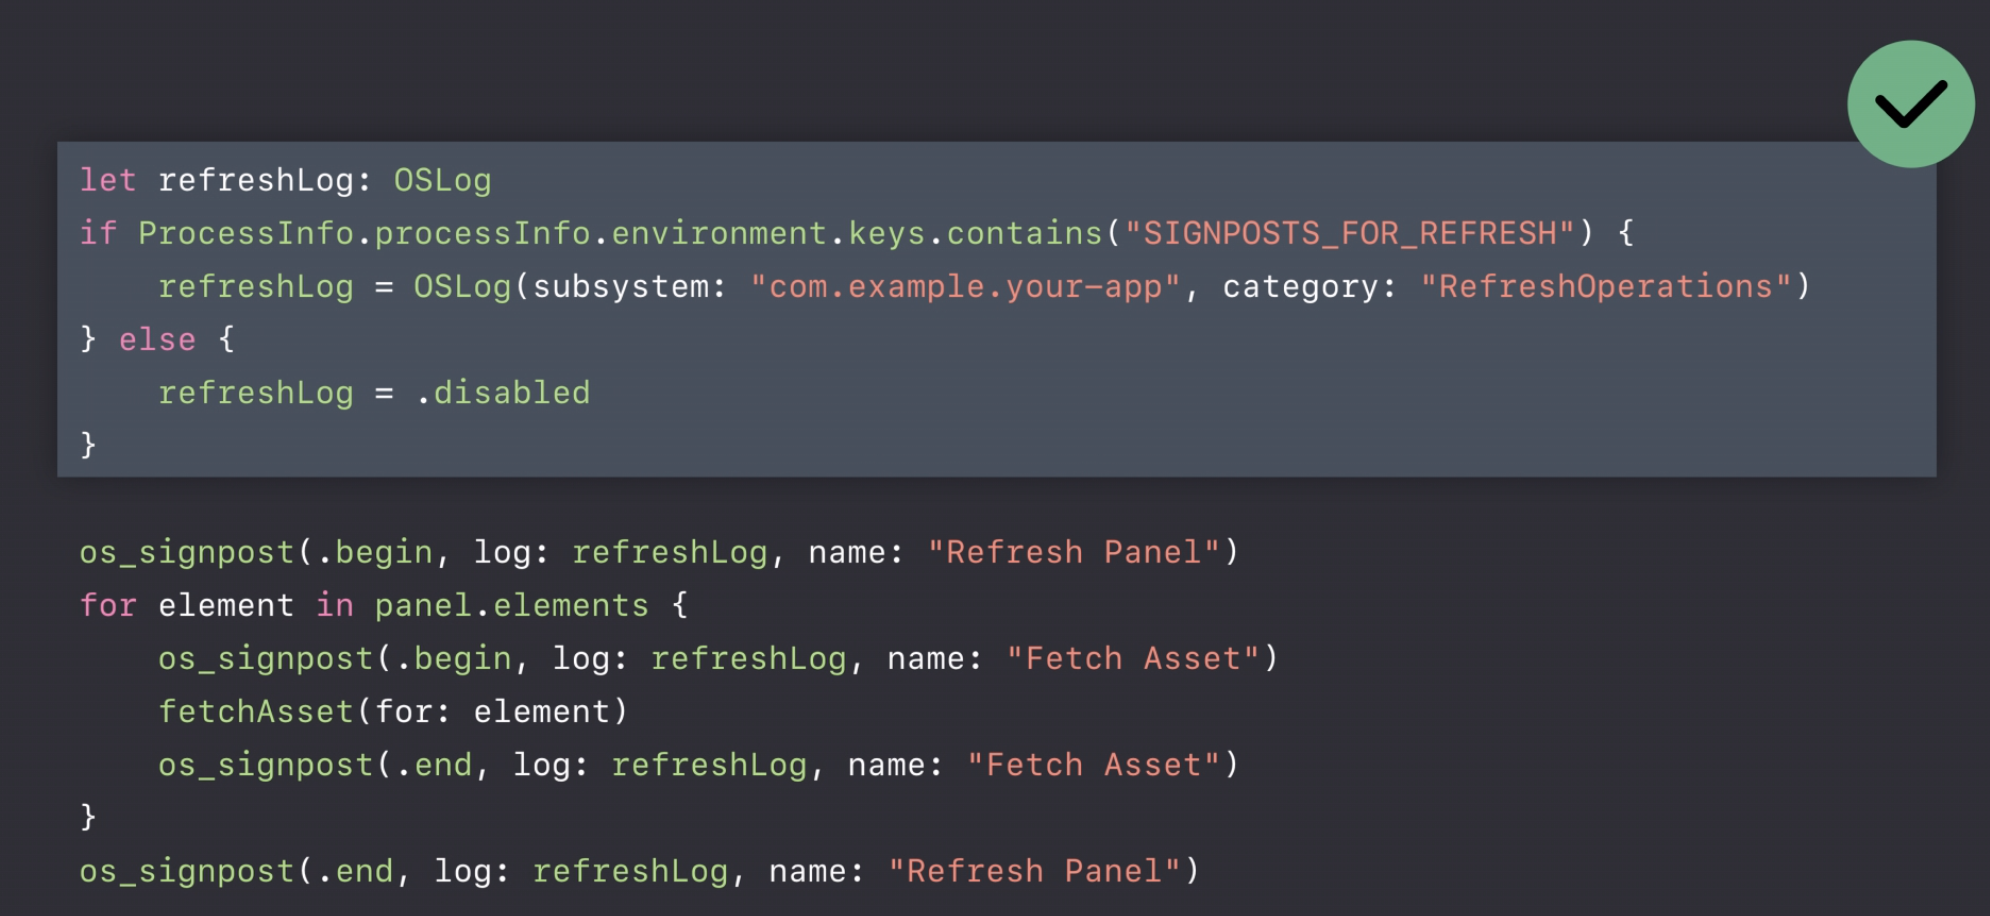 let refreshLog: OSLog
if ProcessInfo.processInfo.environment.keys.contains("SIGNPOSTS_FOR_REFRESH") {
    refreshLog = OSLog(subsystem: "com.example.your-app", category: "RefreshOperations")
} else {
    refreshLog = .disabled
}
os_signpost(.begin, log: refreshLog, name: "Refresh Panel")
for element in panel.elements {
    os_signpost(.begin, log: refreshLog, name: "Fetch Asset")
    fetchAsset(for: element)
    os_signpost(.end, log: refreshLog, name: "Fetch Asset")
}
os_signpost(.end, log: refreshLog, name: "Refresh Panel")